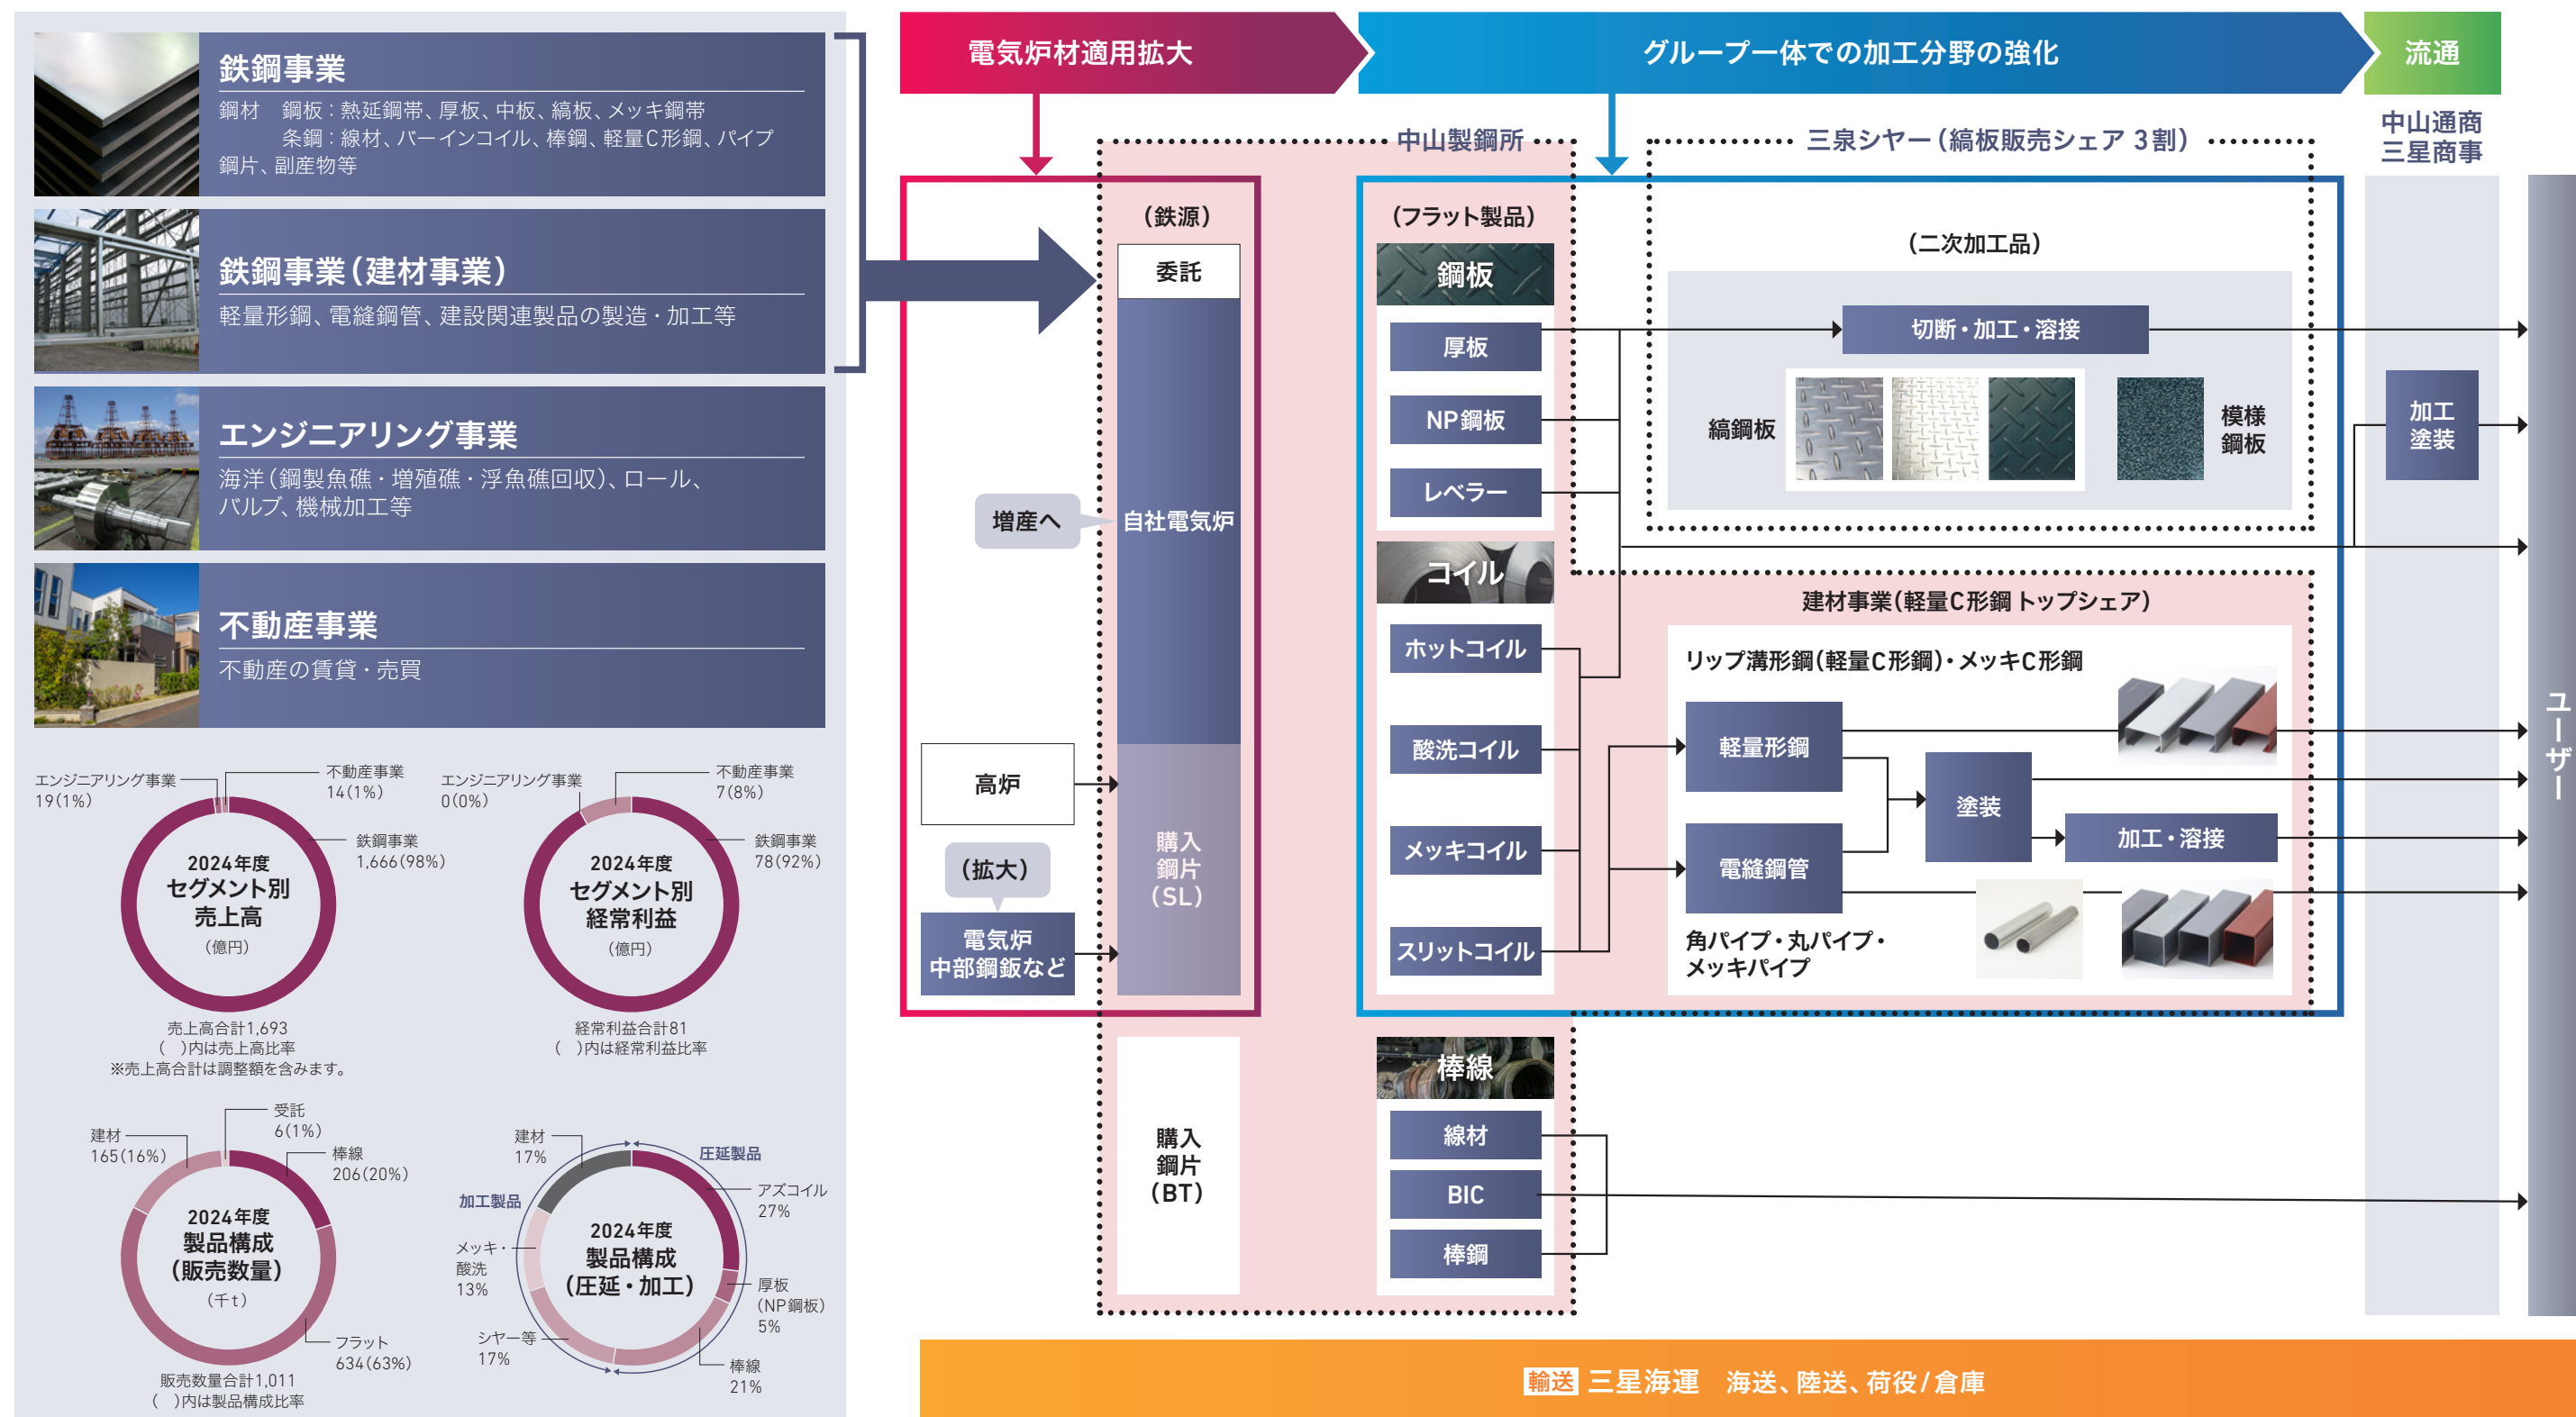 鉄鋼事業
鋼材　鋼板：熱延鋼帯、厚板、中板、縞板、メッキ鋼帯
条鋼：線材、バーインコイル、棒鋼、軽量C形鋼、パイプ
鋼片、副産物等
鉄鋼事業（建材事業）
軽量形鋼、電縫鋼管、建設関連製品の製造・加工等
エンジニアリング事業
海洋（鋼製魚礁・増殖礁・浮魚礁回収）、ロール、
バルブ、機械加工等
不動産事業
不動産の賃貸・売買
エンジニアリング事業
19(1%)
不動産事業
14(1%)
鉄鋼事業
1,666(98%)
2024年度
セグメント別
売上高
（億円）
売上高合計1,693
(　)内は売上高比率
※売上高合計は調整額を含みます。
エンジニアリング事業
0(0%)
不動産事業
7(8%)
鉄鋼事業
78(92%)
2024年度
セグメント別
経常利益
（億円）
経常利益合計81
(　)内は経常利益比率
建材
165(16%)
受託
6(1%)
棒線
206(20%)
2024年度
製品構成
（販売数量）
（千t）
フラット
634(63%)
販売数量合計1,011
(　)内は製品構成比率
建材
17%
圧延製品
加工製品
アズコイル
27%
メッキ・
酸洗
13%
2024年度
製品構成
（圧延・加工）
厚板
（NP鋼板）
5%
シヤー等
17%
棒線
21%
電気炉材適用拡大
グループ一体での加工分野の強化
流通
中山製鋼所
三泉シヤー（縞板販売シェア 3割）
中山通商
三星商事
（鉄源）
委託
増産へ
自社電気炉
高炉
（拡大）
電気炉
中部鋼鈑など
購入
鋼片
（SL）
購入
鋼片
（BT）
（フラット製品）
鋼板
厚板
NP鋼板
レベラー
コイル
ホットコイル
酸洗コイル
メッキコイル
スリットコイル
棒線
線材
BIC
棒鋼
（二次加工品）
切断・加工・溶接
縞鋼板
模様
鋼板
加工
塗装
建材事業（軽量C形鋼 トップシェア）
リップ溝形鋼（軽量C形鋼）・メッキC形鋼
軽量形鋼
電縫鋼管
塗装
加工・溶接
角パイプ・丸パイプ・
メッキパイプ
ユーザー
輸送 三星海運　海送、陸送、荷役/倉庫